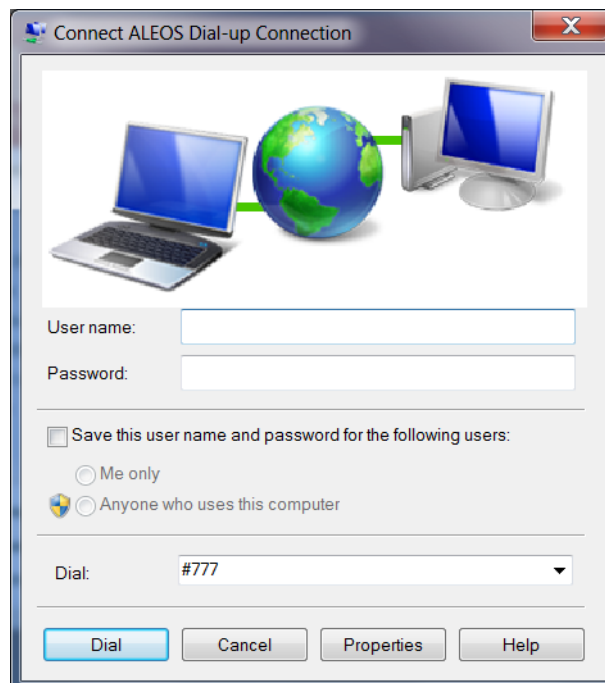 Connect ALEOS Dial-up Connection
User name:
Password:
Save this user name and password for the following users:
Me only
Anyone who uses this computer
Dial: #777
Dial Cancel Properties Help